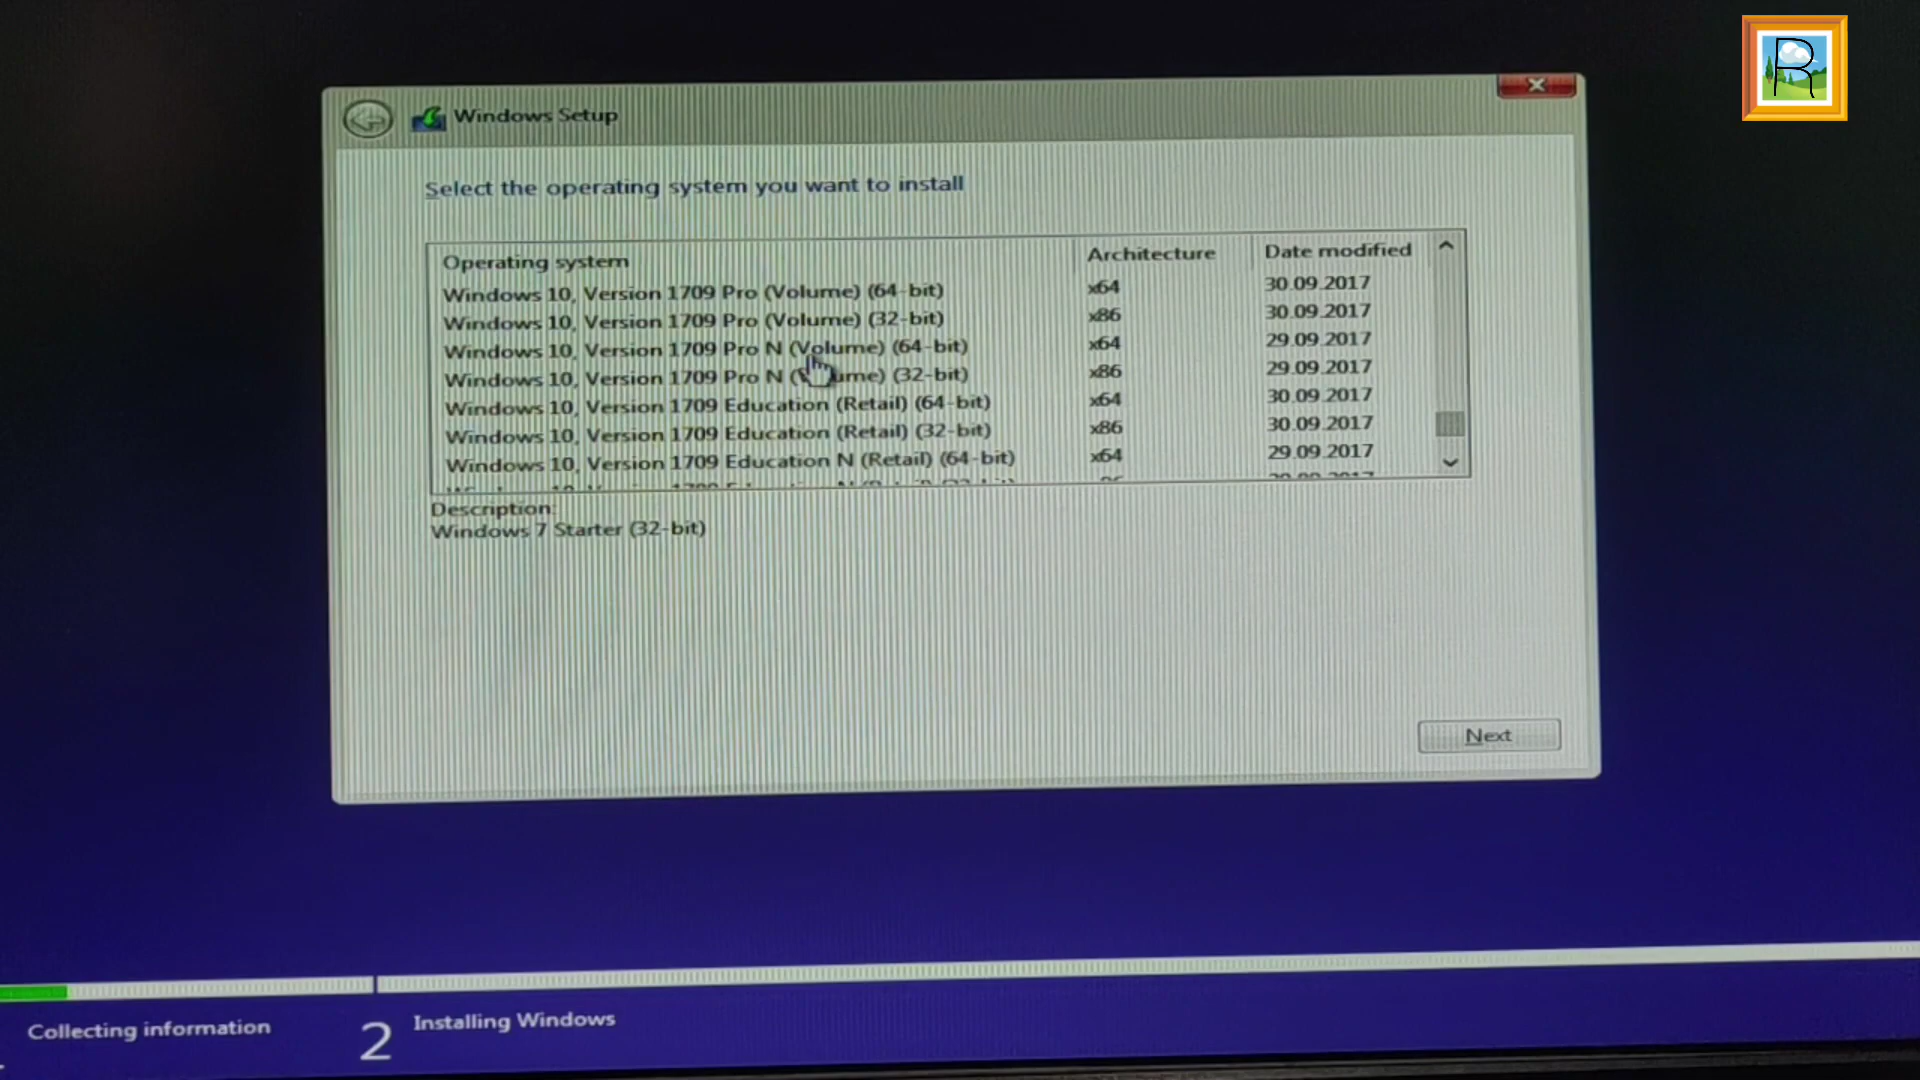 R
Windows Setup
Select the operating system you want to install
Operating system Architecture Date modified
Windows 10, Version 1709 Pro (Volume) (64-bit) x64 30.09.2017
Windows 10, Version 1709 Pro (Volume) (32-bit) x86 30.09.2017
Windows 10, Version 1709 Pro N (Volume) (64-bit) x64 29.09.2017
Windows 10, Version 1709 Pro N (Volume) (32-bit) x86 29.09.2017
Windows 10, Version 1709 Education (Retail) (64-bit) x64 30.09.2017
Windows 10, Version 1709 Education (Retail) (32-bit) x86 30.09.2017
Windows 10, Version 1709 Education N (Retail) (64-bit) x64 29.09.2017
Description:
Windows 7 Starter (32-bit)
Next
Collecting information
2 Installing Windows